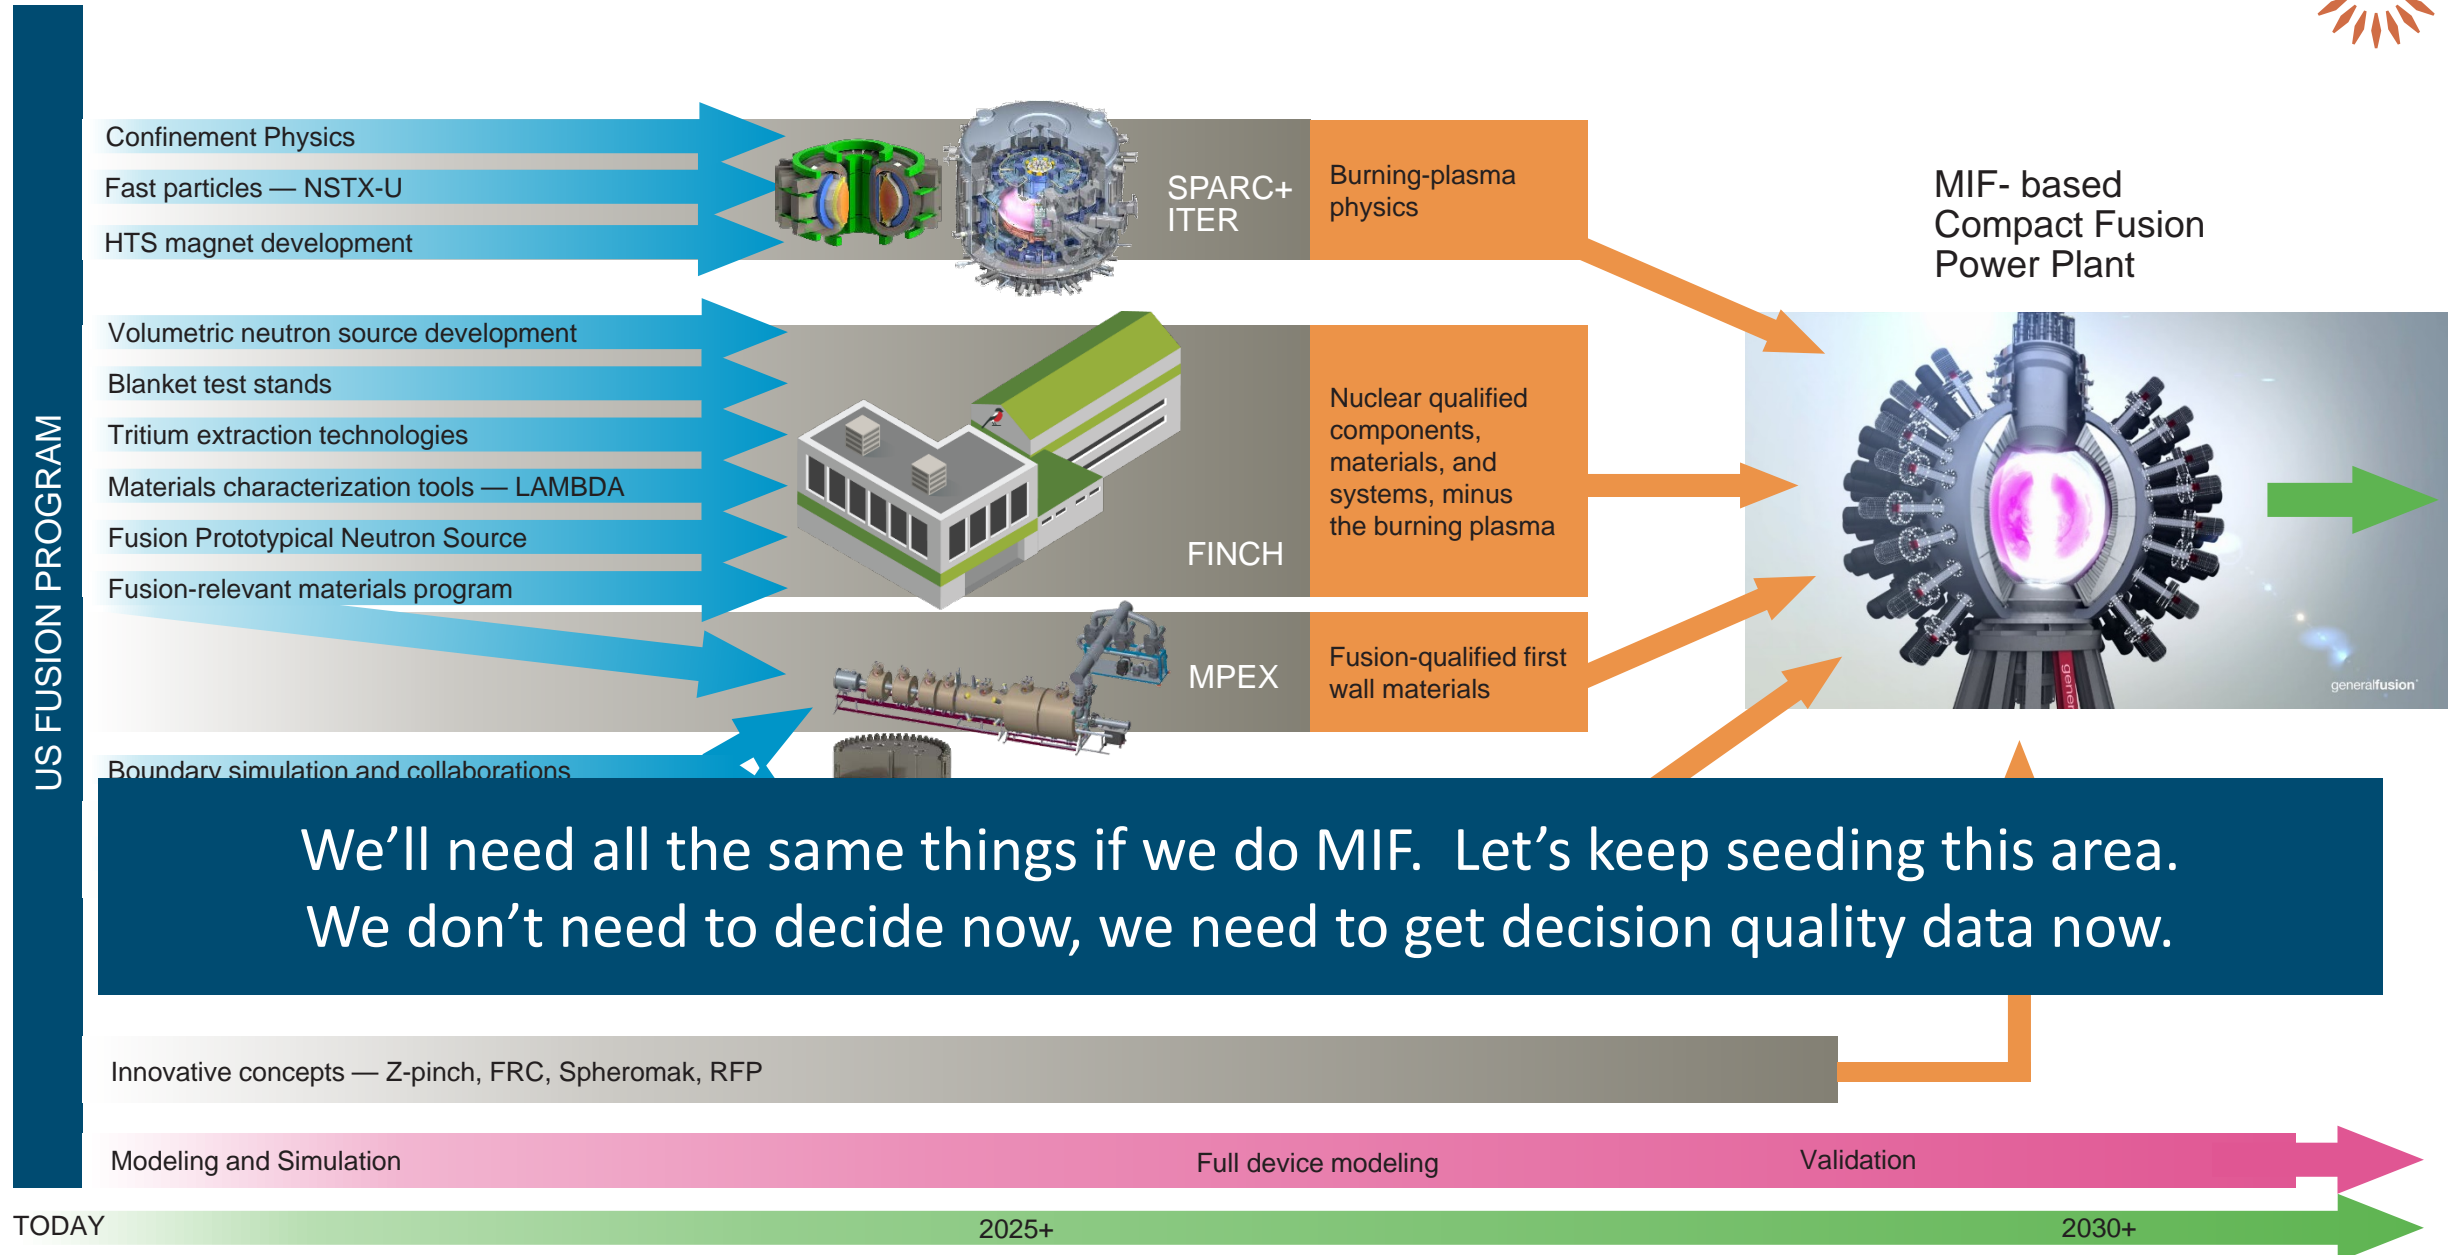 US FUSION PROGRAM
Confinement Physics
Fast particles — NSTX-U
HTS magnet development
SPARC+
ITER
Burning-plasma
physics
MIF- based
Compact Fusion
Power Plant
Volumetric neutron source development
Blanket test stands
Tritium extraction technologies
Materials characterization tools — LAMBDA
Fusion Prototypical Neutron Source
Fusion-relevant materials program
FINCH
Nuclear qualified
components,
materials, and
systems, minus
the burning plasma
MPEX
Fusion-qualified first
wall materials
gene
generalfusion
Boundary simulation and collaborations
We’ll need all the same things if we do MIF.  Let’s keep seeding this area.
We don’t need to decide now, we need to get decision quality data now.
Innovative concepts — Z-pinch, FRC, Spheromak, RFP
Modeling and Simulation
Full device modeling
Validation
TODAY
2025+
2030+